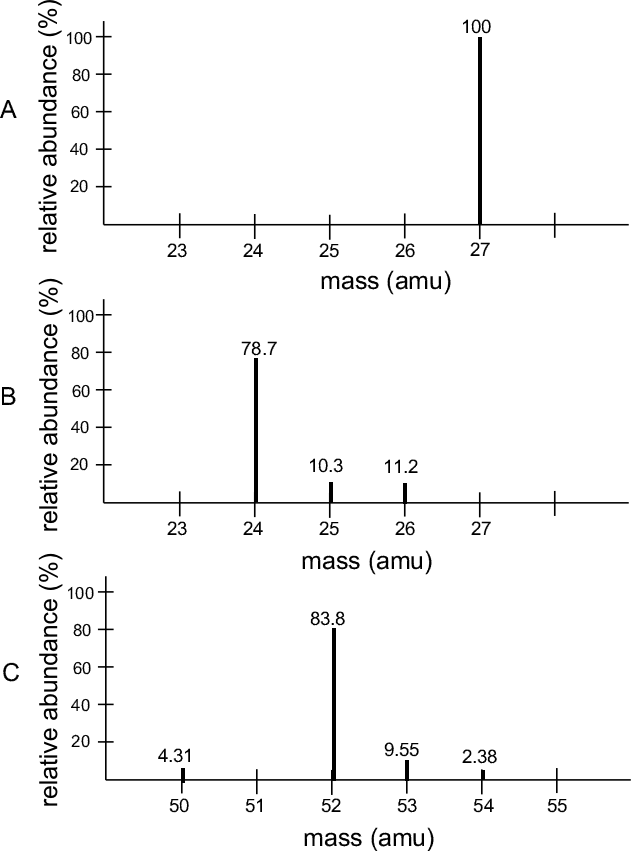 A
relative abundance (%)
100
80
60
40
20
100
23 24 25 26 27
mass (amu)
B
relative abundance (%)
100
80
60
40
20
78.7
10.3
11.2
23 24 25 26 27
mass (amu)
C
relative abundance (%)
100
80
60
40
20
4.31
83.8
9.55
2.38
50 51 52 53 54 55
mass (amu)